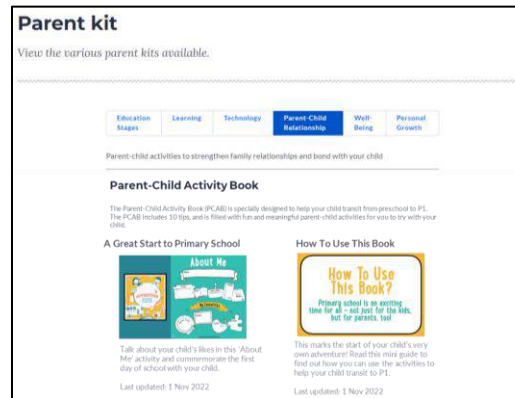 Parent kit
View the various parent kits available.
Education Stages
Learning
Technology
Parent-Child Relationship
Well-Being
Personal Growth
Parent-child activities to strengthen family relationships and bond with your child
Parent-Child Activity Book
The Parent-Child Activity Book (PCAB) is specially designed to help your child transit from preschool to P1.
The PCAB includes 10 tips, and is filled with fun and meaningful parent-child activities for you to try with your
child.
A Great Start to Primary School
About Me
Talk about your child's likes in this 'About
Me' activity and commemorate the first
day of school with your child.
Last updated: 1 Nov 2022
How To Use This Book
How To Use
This Book?
Primary school is an exciting
time for all - not just for the kids,
but for parents, too!
This marks the start of your child's very
own adventure! Read this mini guide to
find out how you can use the activities to
help your child transit to P1.
Last updated: 1 Nov 2022